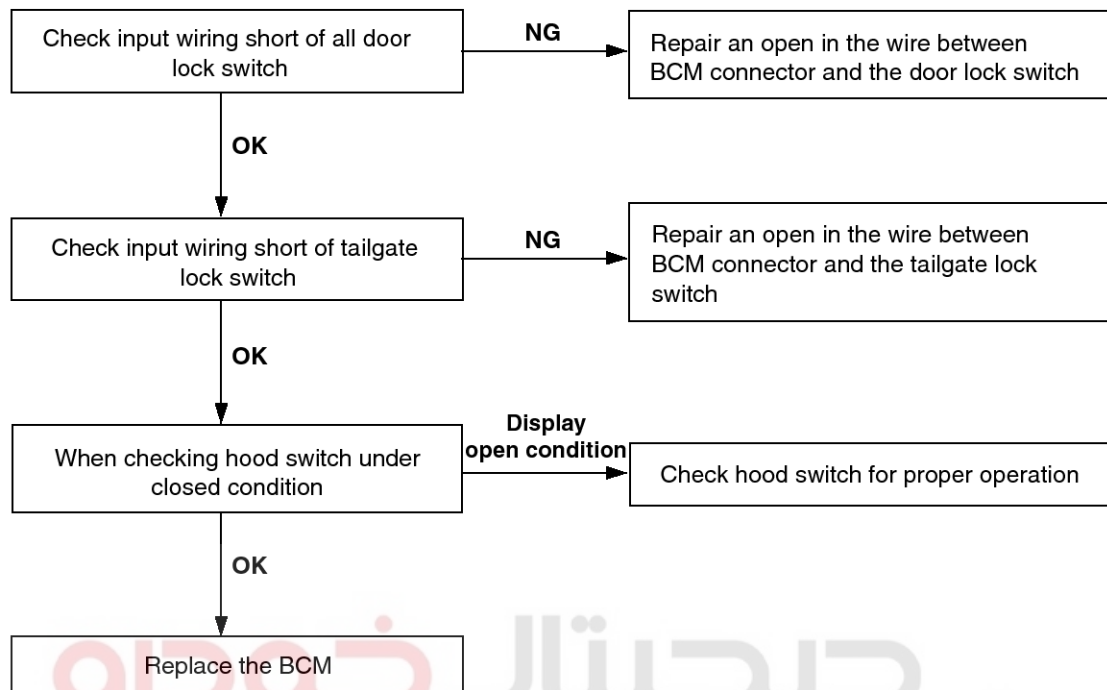 Check input wiring short of all door
lock switch
NG
Repair an open in the wire between
BCM connector and the door lock switch
OK
Check input wiring short of tailgate
lock switch
NG
Repair an open in the wire between
BCM connector and the tailgate lock
switch
OK
When checking hood switch under
closed condition
Display
open condition
Check hood switch for proper operation
OK
Replace the BCM
دیجیتال خودرو